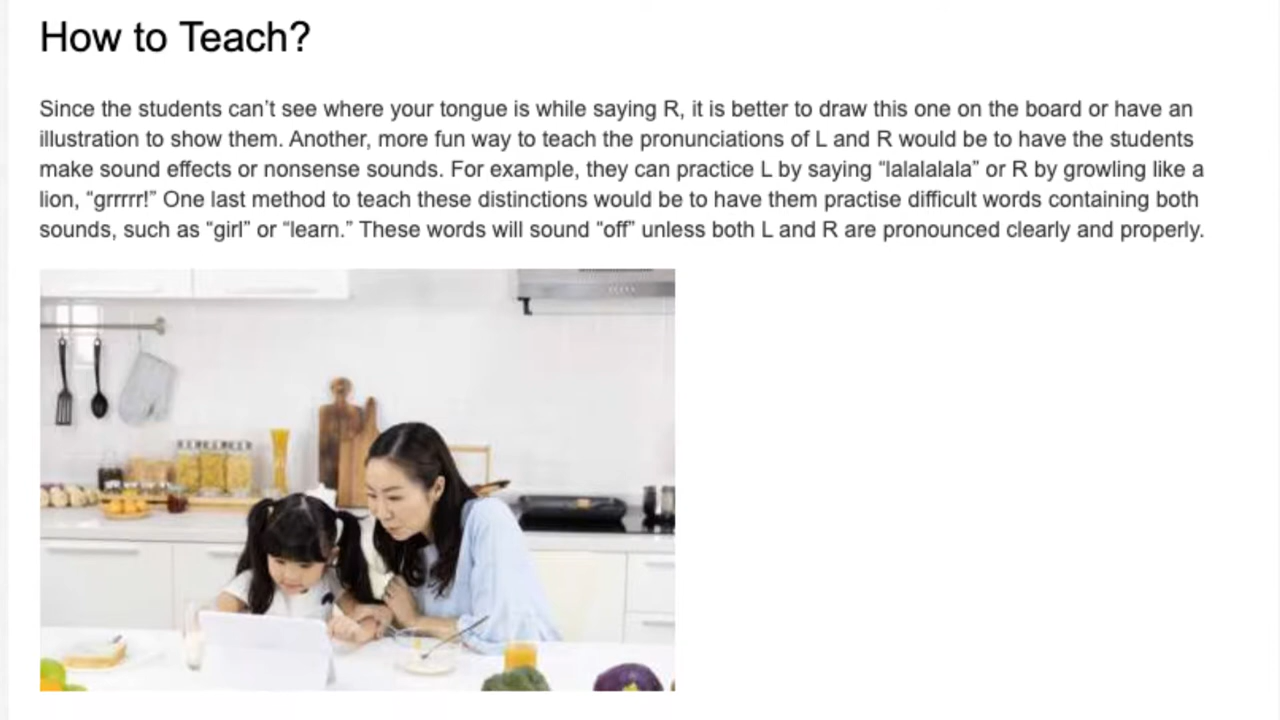 How to Teach?
Since the students can’t see where your tongue is while saying R, it is better to draw this one on the board or have an
illustration to show them. Another, more fun way to teach the pronunciations of L and R would be to have the students
make sound effects or nonsense sounds. For example, they can practice L by saying “lalalalala” or R by growling like a
lion, “grrrrr!” One last method to teach these distinctions would be to have them practise difficult words containing both
sounds, such as “girl” or “learn.” These words will sound “off” unless both L and R are pronounced clearly and properly.